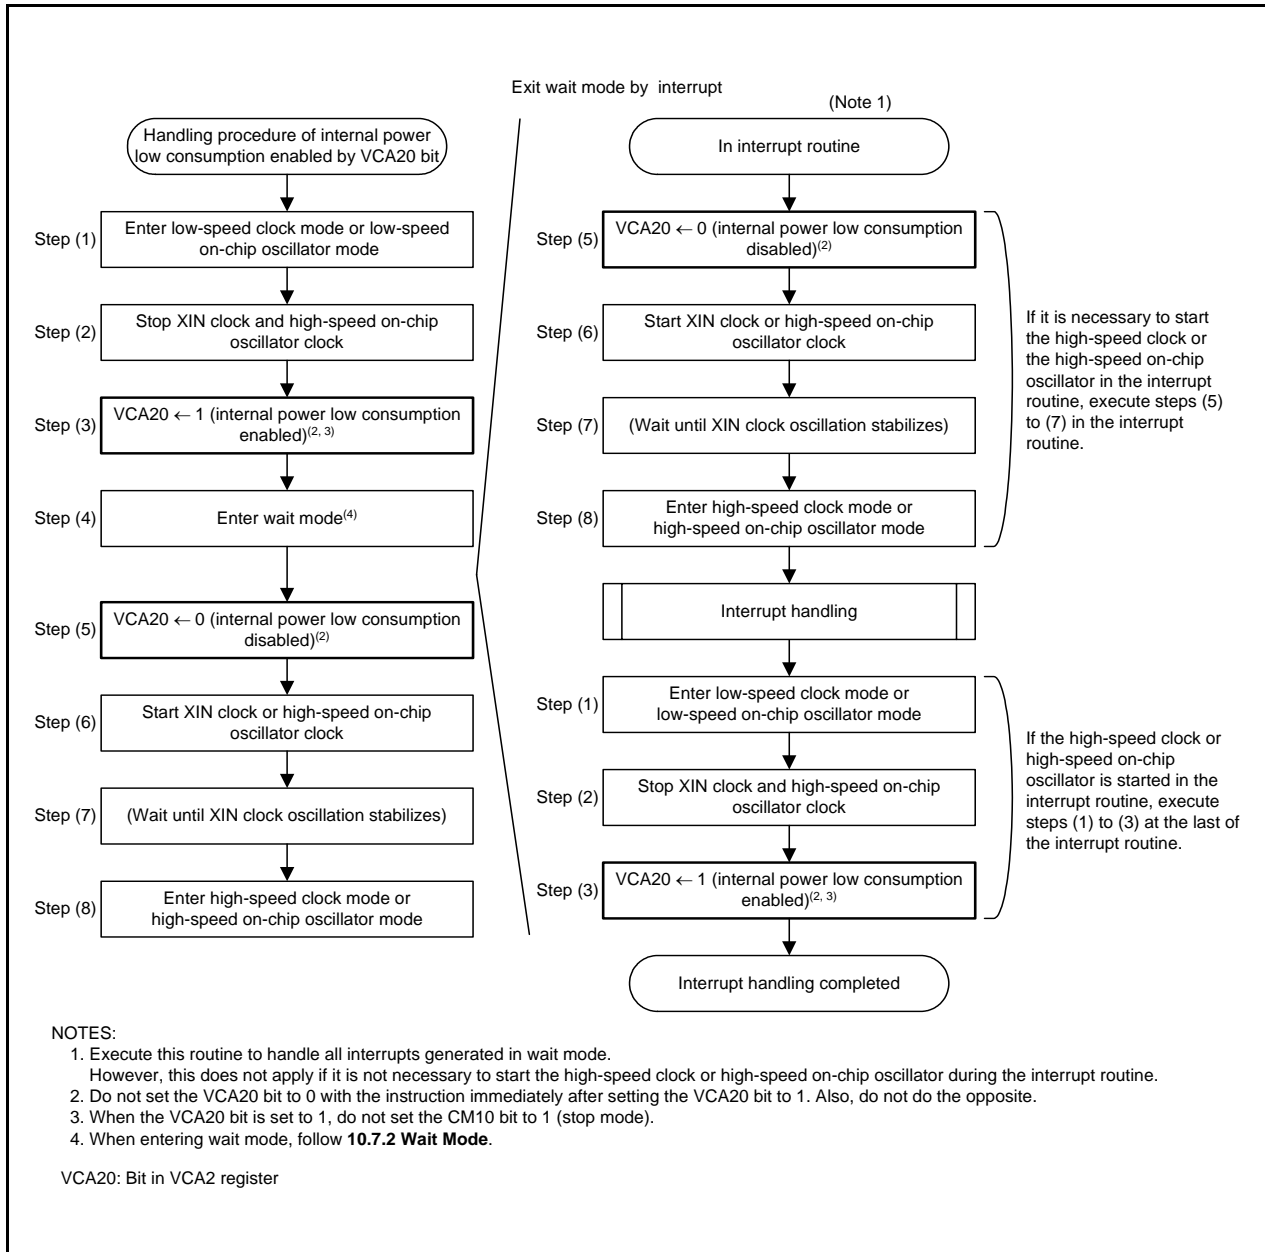 Exit wait mode by interrupt
(Note 1)
Handling procedure of internal power
low consumption enabled by VCA20 bit
Step (1)
Enter low-speed clock mode or low-speed
on-chip oscillator mode
Step (2)
Stop XIN clock and high-speed on-chip
oscillator clock
Step (3)
VCA20 ← 1 (internal power low consumption
enabled)(2, 3)
Step (4)
Enter wait mode(4)
Step (5)
VCA20 ← 0 (internal power low consumption
disabled)(2)
Step (6)
Start XIN clock or high-speed on-chip
oscillator clock
Step (7)
(Wait until XIN clock oscillation stabilizes)
Step (8)
Enter high-speed clock mode or
high-speed on-chip oscillator mode
In interrupt routine
Step (5)
VCA20 ← 0 (internal power low consumption
disabled)(2)
Step (6)
Start XIN clock or high-speed on-chip
oscillator clock
Step (7)
(Wait until XIN clock oscillation stabilizes)
Step (8)
Enter high-speed clock mode or
high-speed on-chip oscillator mode
If it is necessary to start
the high-speed clock or
the high-speed on-chip
oscillator in the interrupt
routine, execute steps (5)
to (7) in the interrupt
routine.
Interrupt handling
Step (1)
Enter low-speed clock mode or
low-speed on-chip oscillator mode
Step (2)
Stop XIN clock and high-speed on-chip
oscillator clock
Step (3)
VCA20 ← 1 (internal power low consumption
enabled)(2, 3)
If the high-speed clock or
high-speed on-chip
oscillator is started in the
interrupt routine, execute
steps (1) to (3) at the last of
the interrupt routine.
Interrupt handling completed
NOTES:
1. Execute this routine to handle all interrupts generated in wait mode.
However, this does not apply if it is not necessary to start the high-speed clock or high-speed on-chip oscillator during the interrupt routine.
2. Do not set the VCA20 bit to 0 with the instruction immediately after setting the VCA20 bit to 1. Also, do not do the opposite.
3. When the VCA20 bit is set to 1, do not set the CM10 bit to 1 (stop mode).
4. When entering wait mode, follow 10.7.2 Wait Mode.
VCA20: Bit in VCA2 register